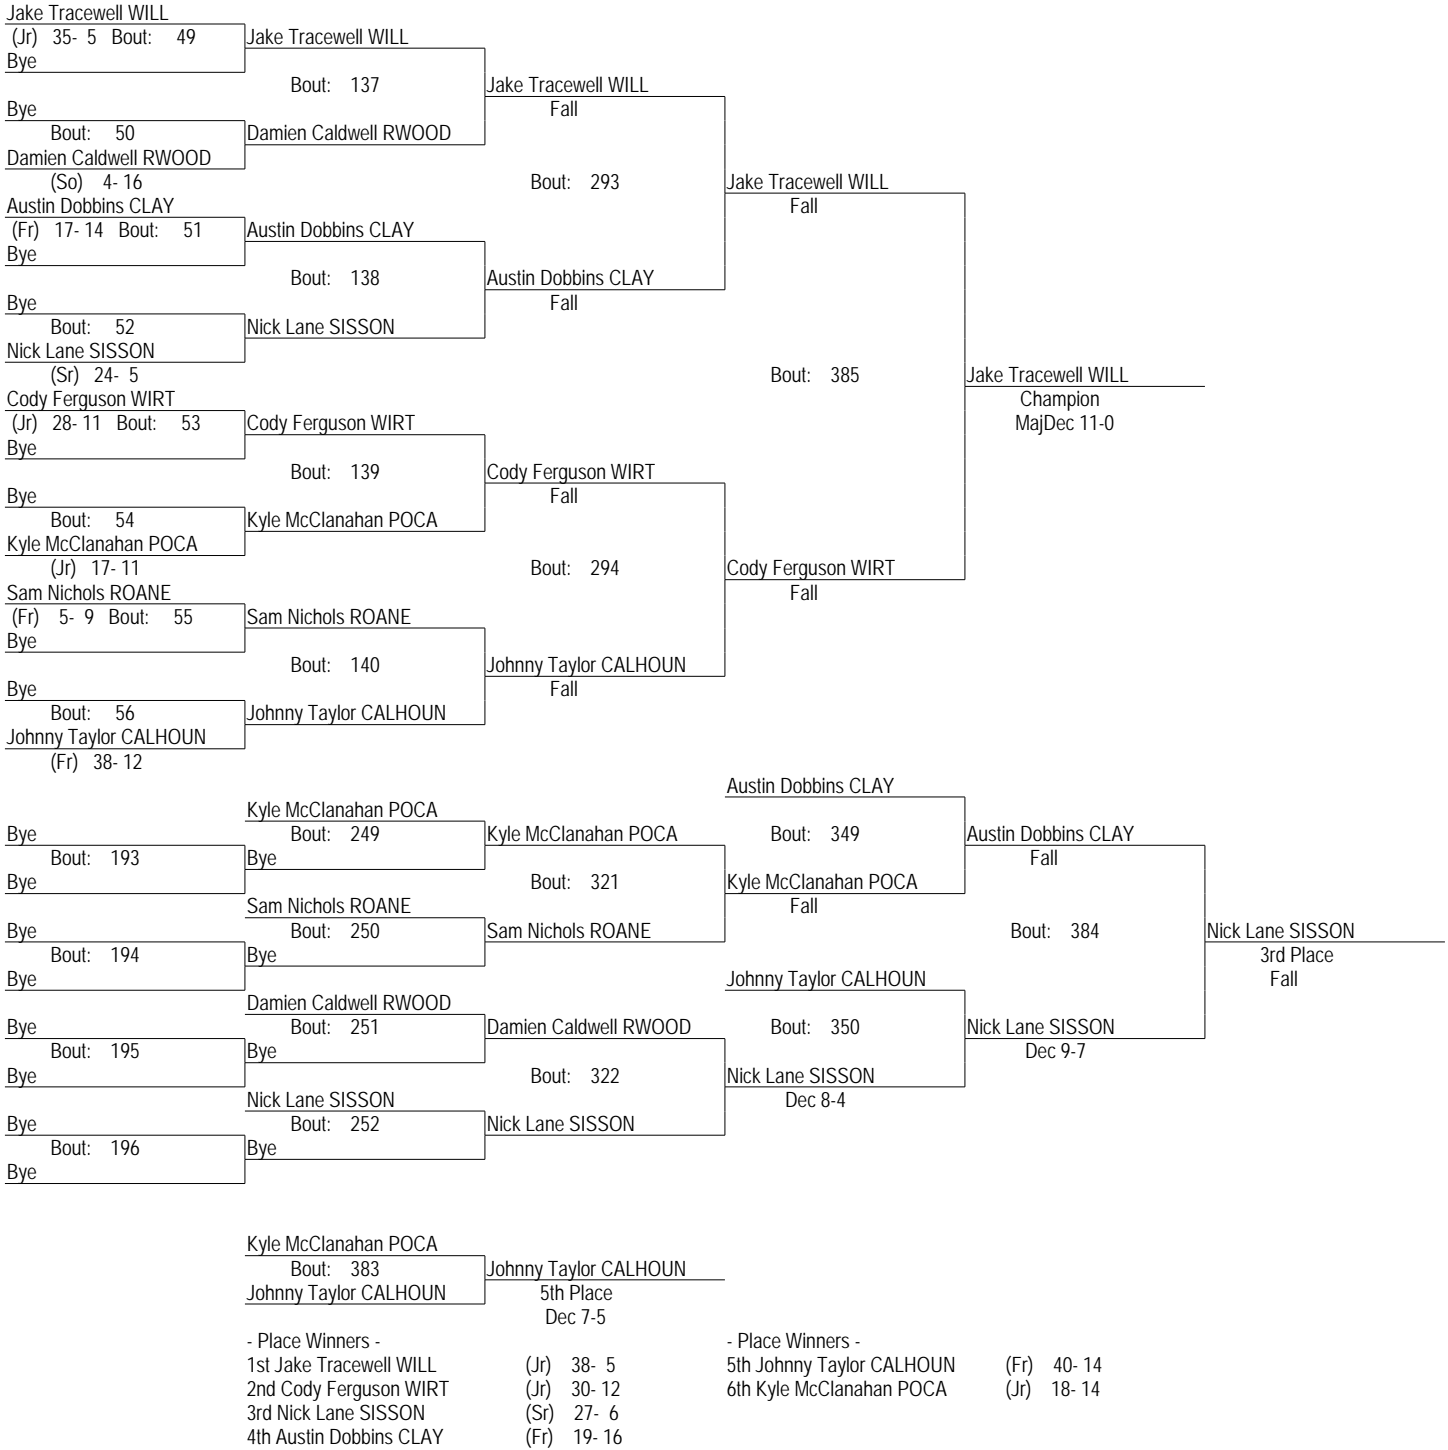 Jake Tracewell WILL
(Jr) 35- 5 Bout: 49 Jake Tracewell WILL
Bye
Bout: 137 Jake Tracewell WILL
Bye Fall
Bout: 50 Damien Caldwell RWOOD
Damien Caldwell RWOOD
(So) 4- 16 Bout: 293 Jake Tracewell WILL
Austin Dobbins CLAY Fall
(Fr) 17- 14 Bout: 51 Austin Dobbins CLAY
Bye
Bout: 138 Austin Dobbins CLAY
Bye Fall
Bout: 52 Nick Lane SISSON
Nick Lane SISSON
(Sr) 24- 5 Bout: 385 Jake Tracewell WILL
Cody Ferguson WIRT Champion
(Jr) 28- 11 Bout: 53 Cody Ferguson WIRT MajDec 11-0
Bye
Bout: 139 Cody Ferguson WIRT
Bye Fall
Bout: 54 Kyle McClanahan POCA
Kyle McClanahan POCA
(Jr) 17- 11 Bout: 294 Cody Ferguson WIRT
Sam Nichols ROANE Fall
(Fr) 5- 9 Bout: 55 Sam Nichols ROANE
Bye
Bout: 140 Johnny Taylor CALHOUN
Bye Fall
Bout: 56 Johnny Taylor CALHOUN
Johnny Taylor CALHOUN
(Fr) 38- 12
Austin Dobbins CLAY
Kyle McClanahan POCA
Bye Bout: 249 Kyle McClanahan POCA Bout: 349 Austin Dobbins CLAY
Bout: 193 Bye Fall
Bye Bout: 321 Kyle McClanahan POCA
Sam Nichols ROANE Fall
Bye Bout: 250 Sam Nichols ROANE Bout: 384 Nick Lane SISSON
Bout: 194 Bye 3rd Place
Bye Johnny Taylor CALHOUN Fall
Damien Caldwell RWOOD
Bye Bout: 251 Damien Caldwell RWOOD Bout: 350 Nick Lane SISSON
Bout: 195 Bye Dec 9-7
Bye Bout: 322 Nick Lane SISSON
Nick Lane SISSON Dec 8-4
Bye Bout: 252 Nick Lane SISSON
Bout: 196 Bye
Bye
Kyle McClanahan POCA
Bout: 383 Johnny Taylor CALHOUN
Johnny Taylor CALHOUN 5th Place
Dec 7-5
- Place Winners - - Place Winners -
1st Jake Tracewell WILL (Jr) 38- 5 5th Johnny Taylor CALHOUN (Fr) 40- 14
2nd Cody Ferguson WIRT (Jr) 30- 12 6th Kyle McClanahan POCA (Jr) 18- 14
3rd Nick Lane SISSON (Sr) 27- 6
4th Austin Dobbins CLAY (Fr) 19- 16